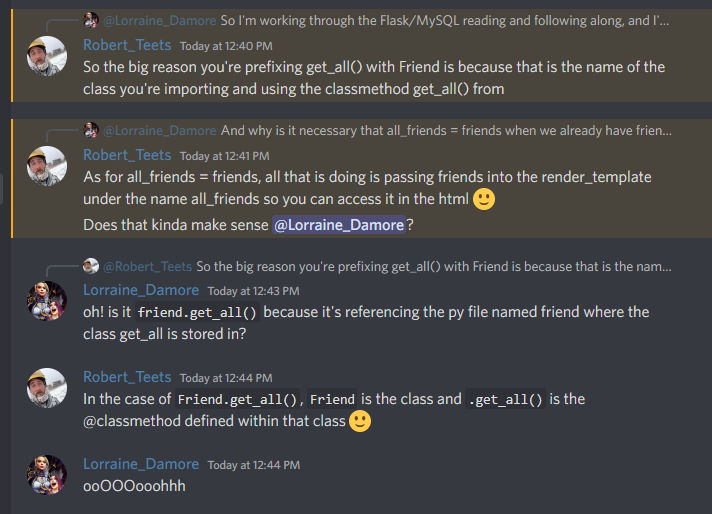 @Lorraine_Damore So I'm working through the Flask/MySQL reading and following along, and I'...
Robert_Teets Today at 12:40 PM
So the big reason you're prefixing get_all() with Friend is because that is the name of the
class you're importing and using the classmethod get_all() from
@Lorraine_Damore And why is it necessary that all_friends = friends when we already have frien...
Robert_Teets Today at 12:41 PM
As for all_friends = friends, all that is doing is passing friends into the render_template
under the name all_friends so you can access it in the html 🙂
Does that kinda make sense @Lorraine_Damore?
@Robert_Teets So the big reason you're prefixing get_all() with Friend is because that is the nam...
Lorraine_Damore Today at 12:43 PM
oh! is it friend.get_all() because it's referencing the py file named friend where the
class get_all is stored in?
Robert_Teets Today at 12:44 PM
In the case of Friend.get_all(), Friend is the class and .get_all() is the
@classmethod defined within that class 🙂
Lorraine_Damore Today at 12:44 PM
ooOOOooohhh